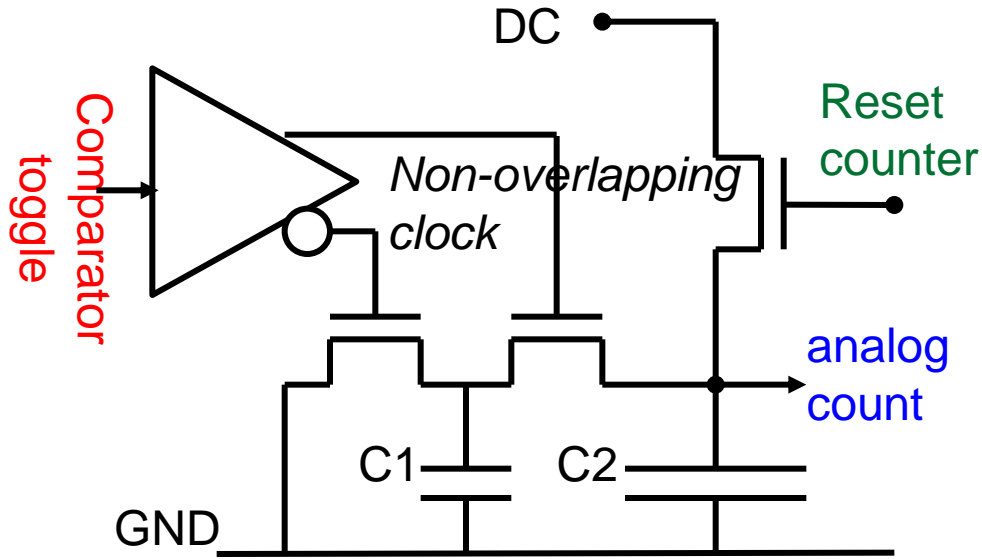 DC
Comparator
toggle
Reset
counter
Non-overlapping
clock
analog
count
C1
C2
GND